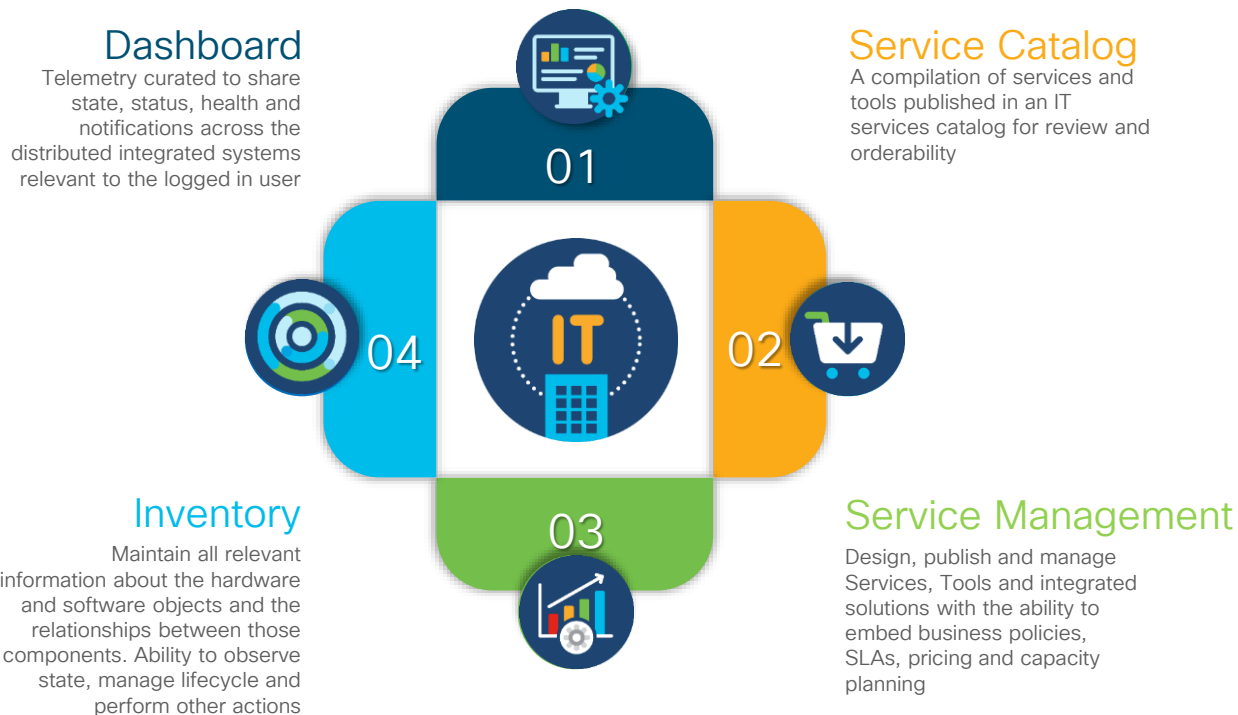 Dashboard
Telemetry curated to share
state, status, health and
notifications across the
distributed integrated systems
relevant to the logged in user
01
Service Catalog
A compilation of services and
tools published in an IT
services catalog for review and
orderability
04
IT
02
Inventory
Maintain all relevant
information about the hardware
and software objects and the
relationships between those
components. Ability to observe
state, manage lifecycle and
perform other actions
03
Service Management
Design, publish and manage
Services, Tools and integrated
solutions with the ability to
embed business policies,
SLAs, pricing and capacity
planning